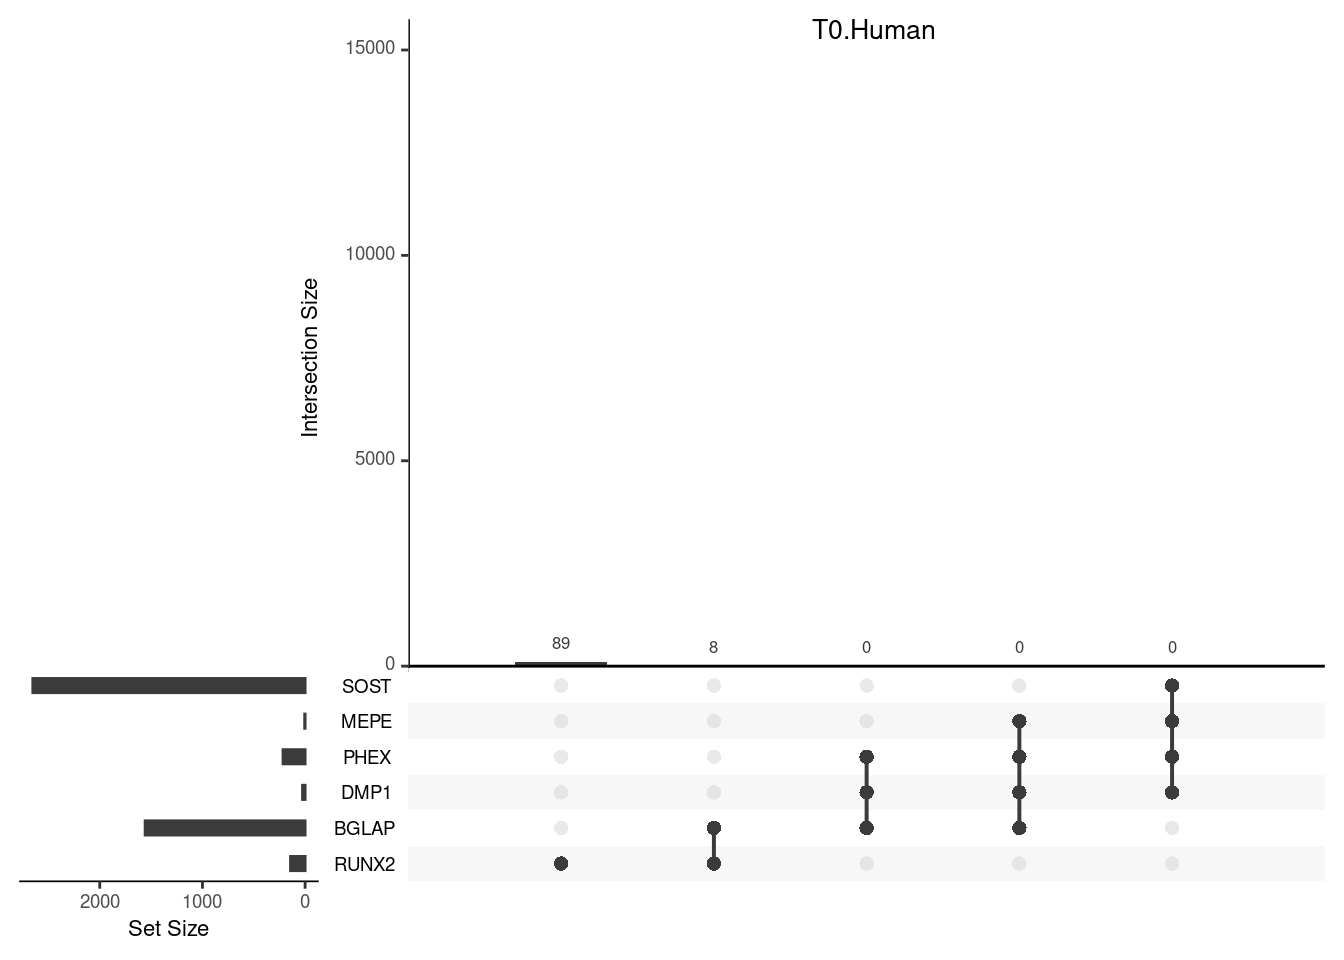 T0.Human
15000
10000
5000
0
Intersection Size
89
8
0
0
0
SOST
MEPE
PHEX
DMP1
BGLAP
RUNX2
2000
1000
0
Set Size